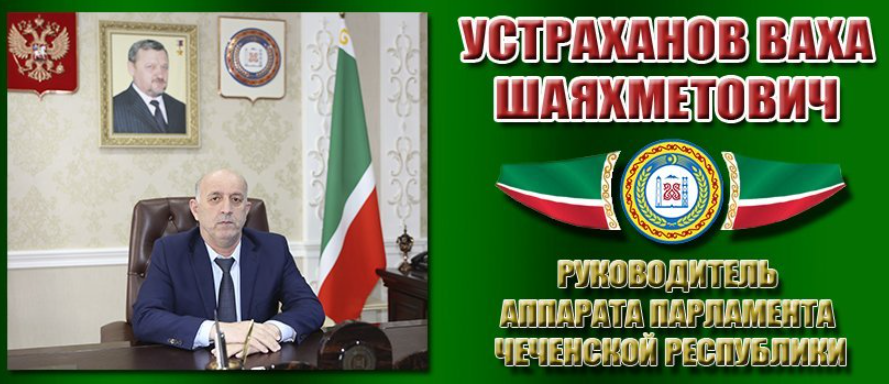 УСТРАХАНОВ ВАХА
ШАЯХМЕТОВИЧ
РУКОВОДИТЕЛЬ
АППАРАТА ПАРЛАМЕНТА
ЧЕЧЕНСКОЙ РЕСПУБЛИКИ